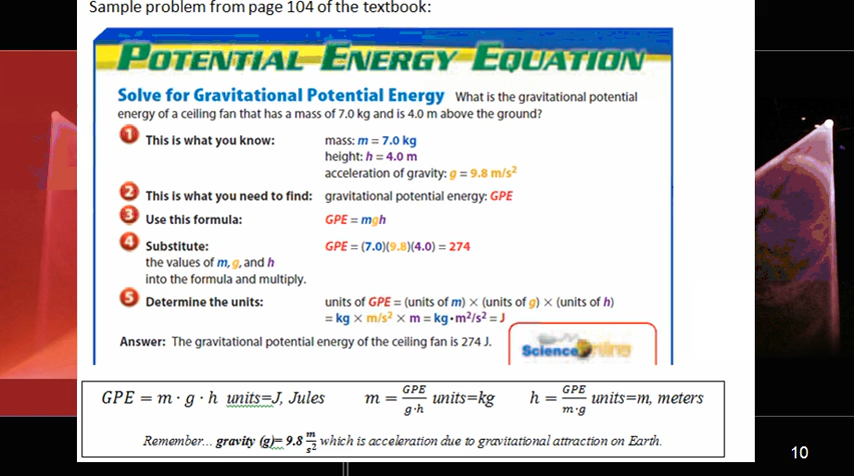 Sample problem from page 104 of the textbook:
POTENTIAL ENERGY EQUATION
Solve for Gravitational Potential Energy What is the gravitational potential
energy of a ceiling fan that has a mass of 7.0 kg and is 4.0 m above the ground?
1 This is what you know: mass: m = 7.0 kg
height: h = 4.0 m
acceleration of gravity: g = 9.8 m/s²
2 This is what you need to find: gravitational potential energy: GPE
3 Use this formula: GPE = mgh
4 Substitute: GPE = (7.0)(9.8)(4.0) = 274
the values of m, g, and h
into the formula and multiply.
5 Determine the units: units of GPE = (units of m) × (units of g) × (units of h)
= kg × m/s² × m = kg•m²/s² = J
Answer: The gravitational potential energy of the ceiling fan is 274 J.
Science Online
GPE = m · g · h units=J, Jules m = GPE/g·h units=kg h = GPE/m·g units=m, meters
Remember... gravity (g)= 9.8 m/s² which is acceleration due to gravitational attraction on Earth.
10